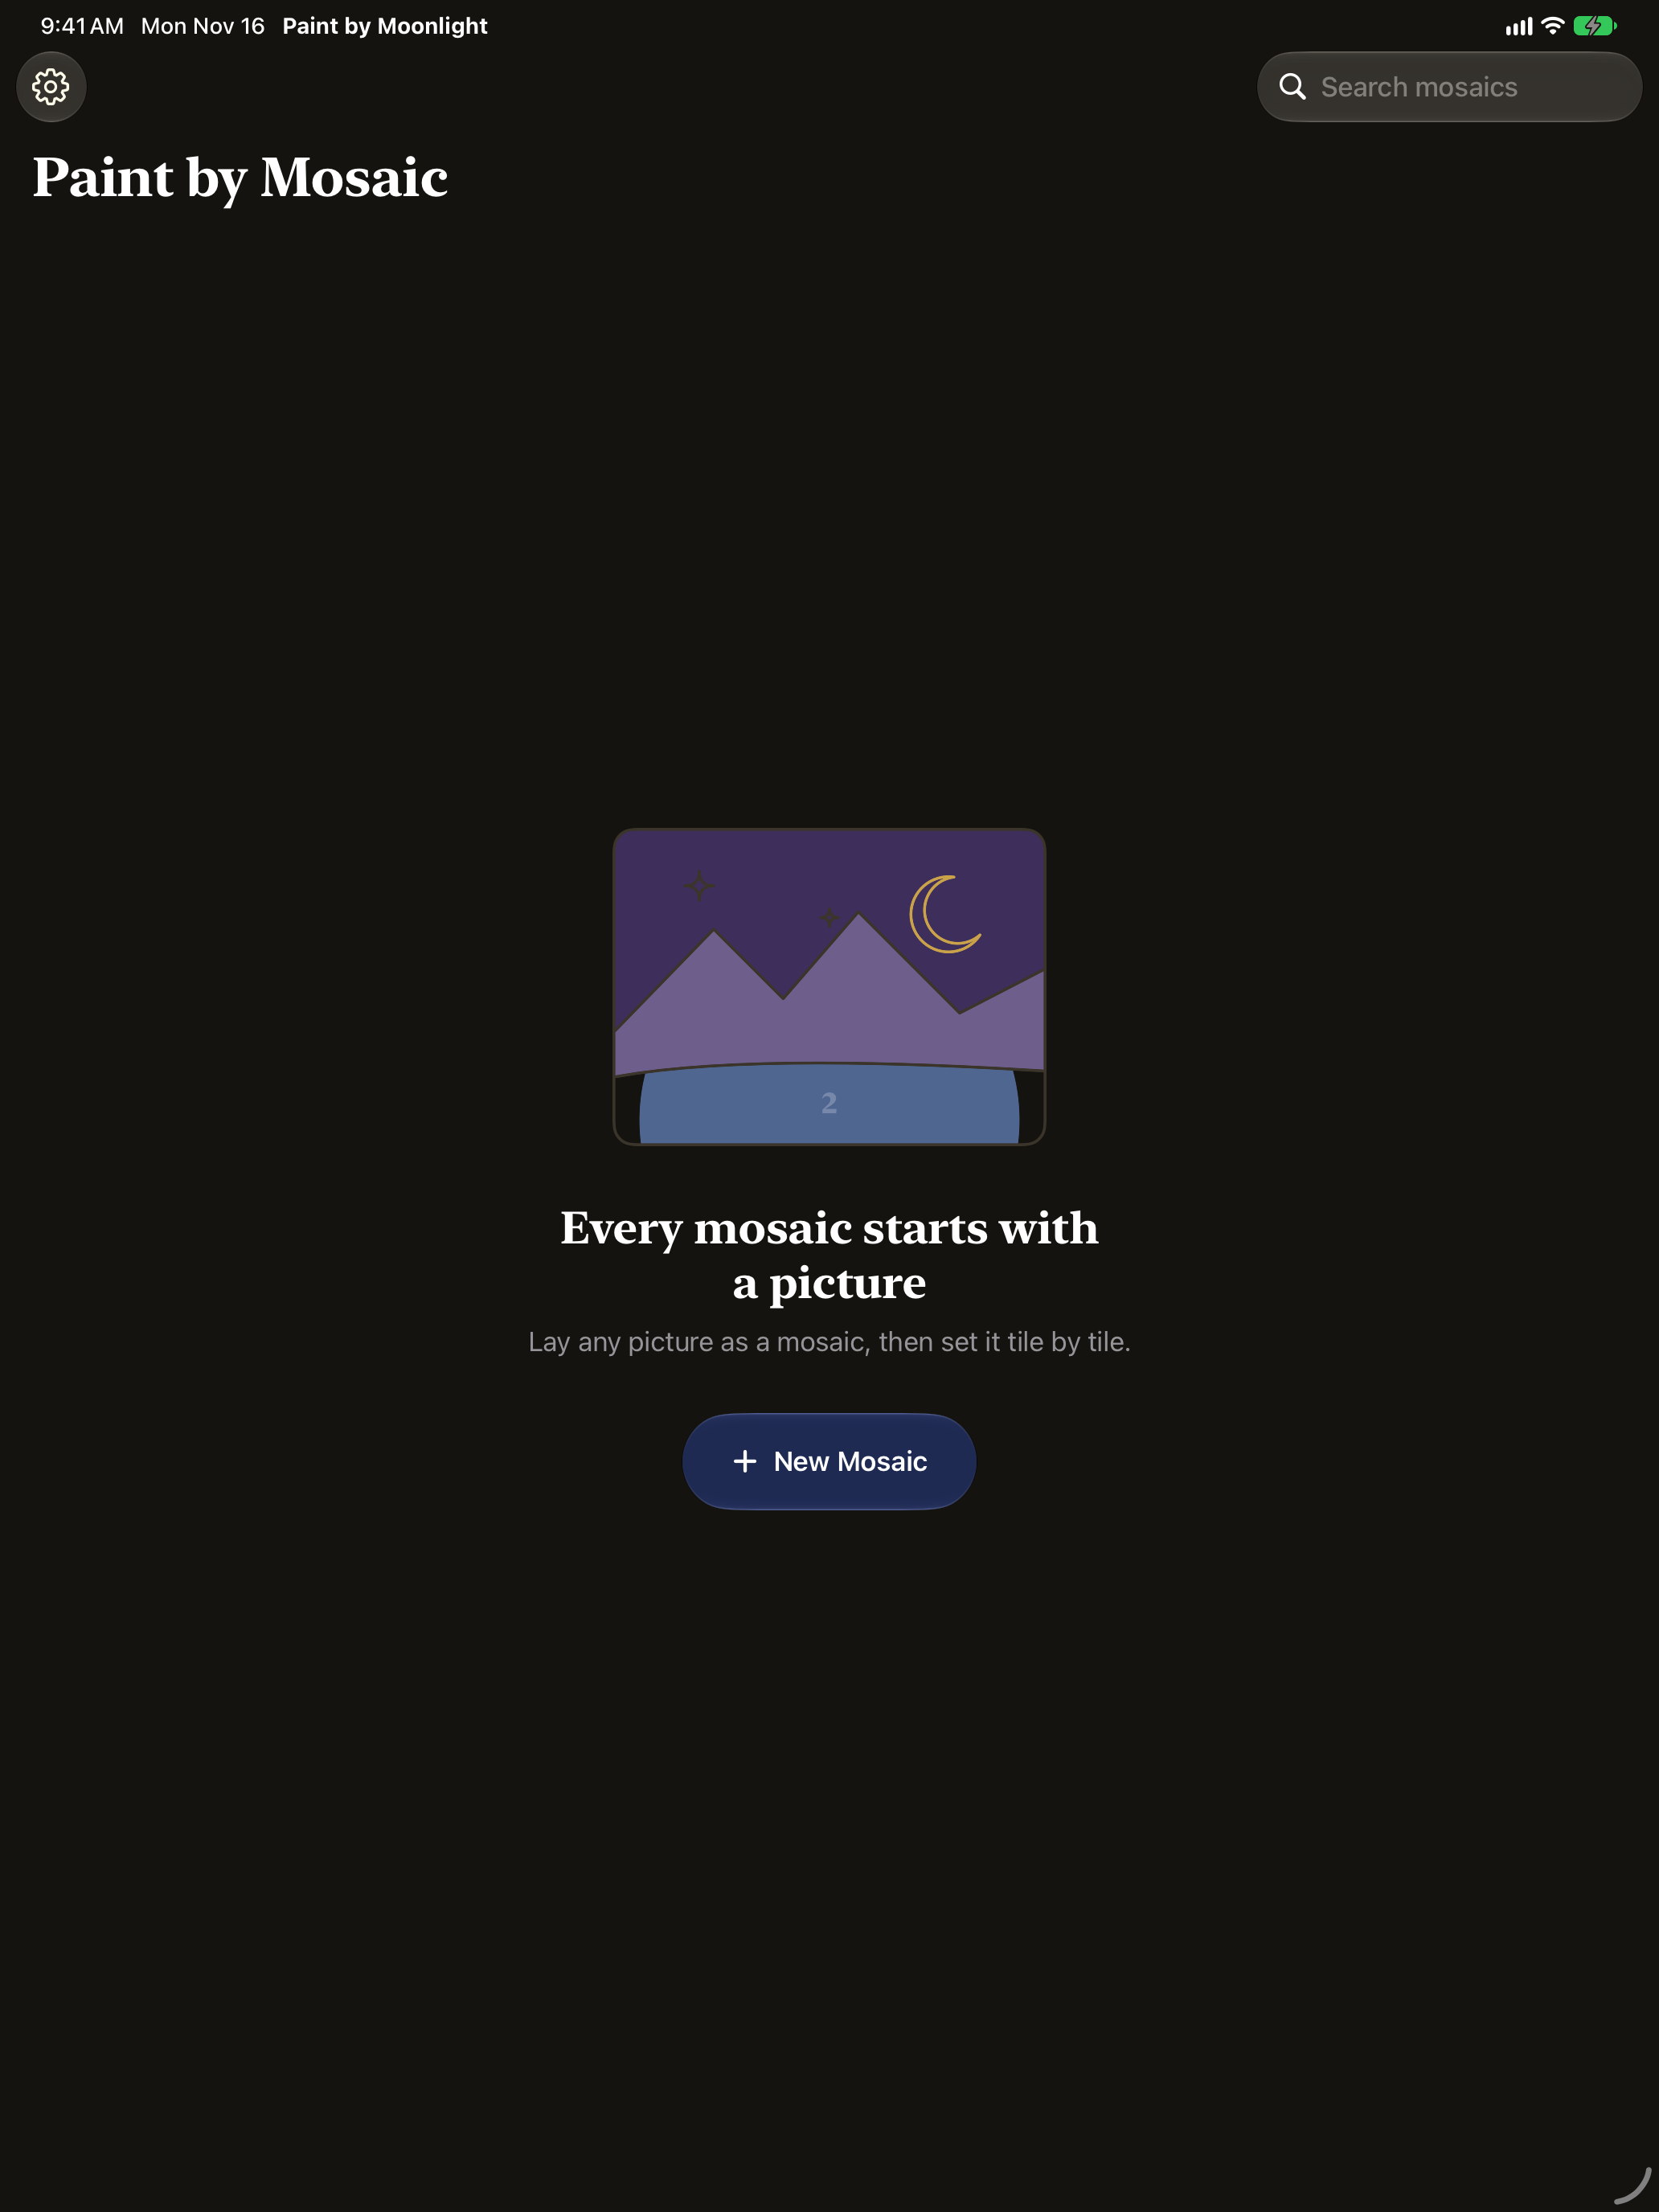 9:41 AM Mon Nov 16 Paint by Moonlight
Search mosaics
Paint by Mosaic
2
Every mosaic starts with
a picture
Lay any picture as a mosaic, then set it tile by tile.
+ New Mosaic